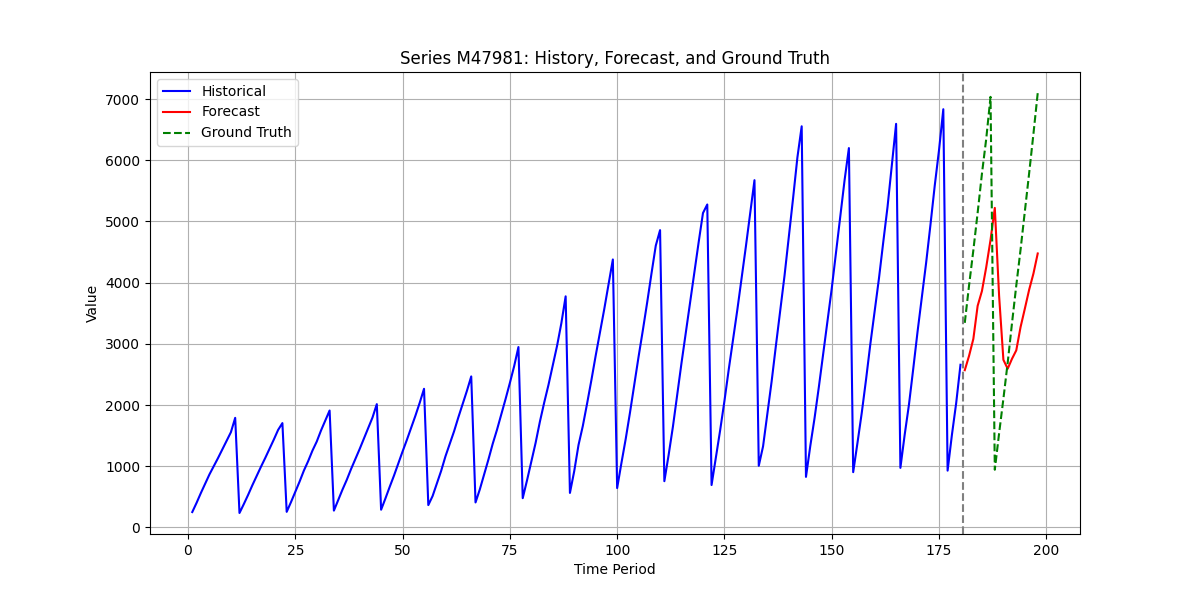 Series M47981: History, Forecast, and Ground Truth
Historical
Forecast
Ground Truth
Value
7000
6000
5000
4000
3000
2000
1000
0
0 25 50 75 100 125 150 175 200
Time Period